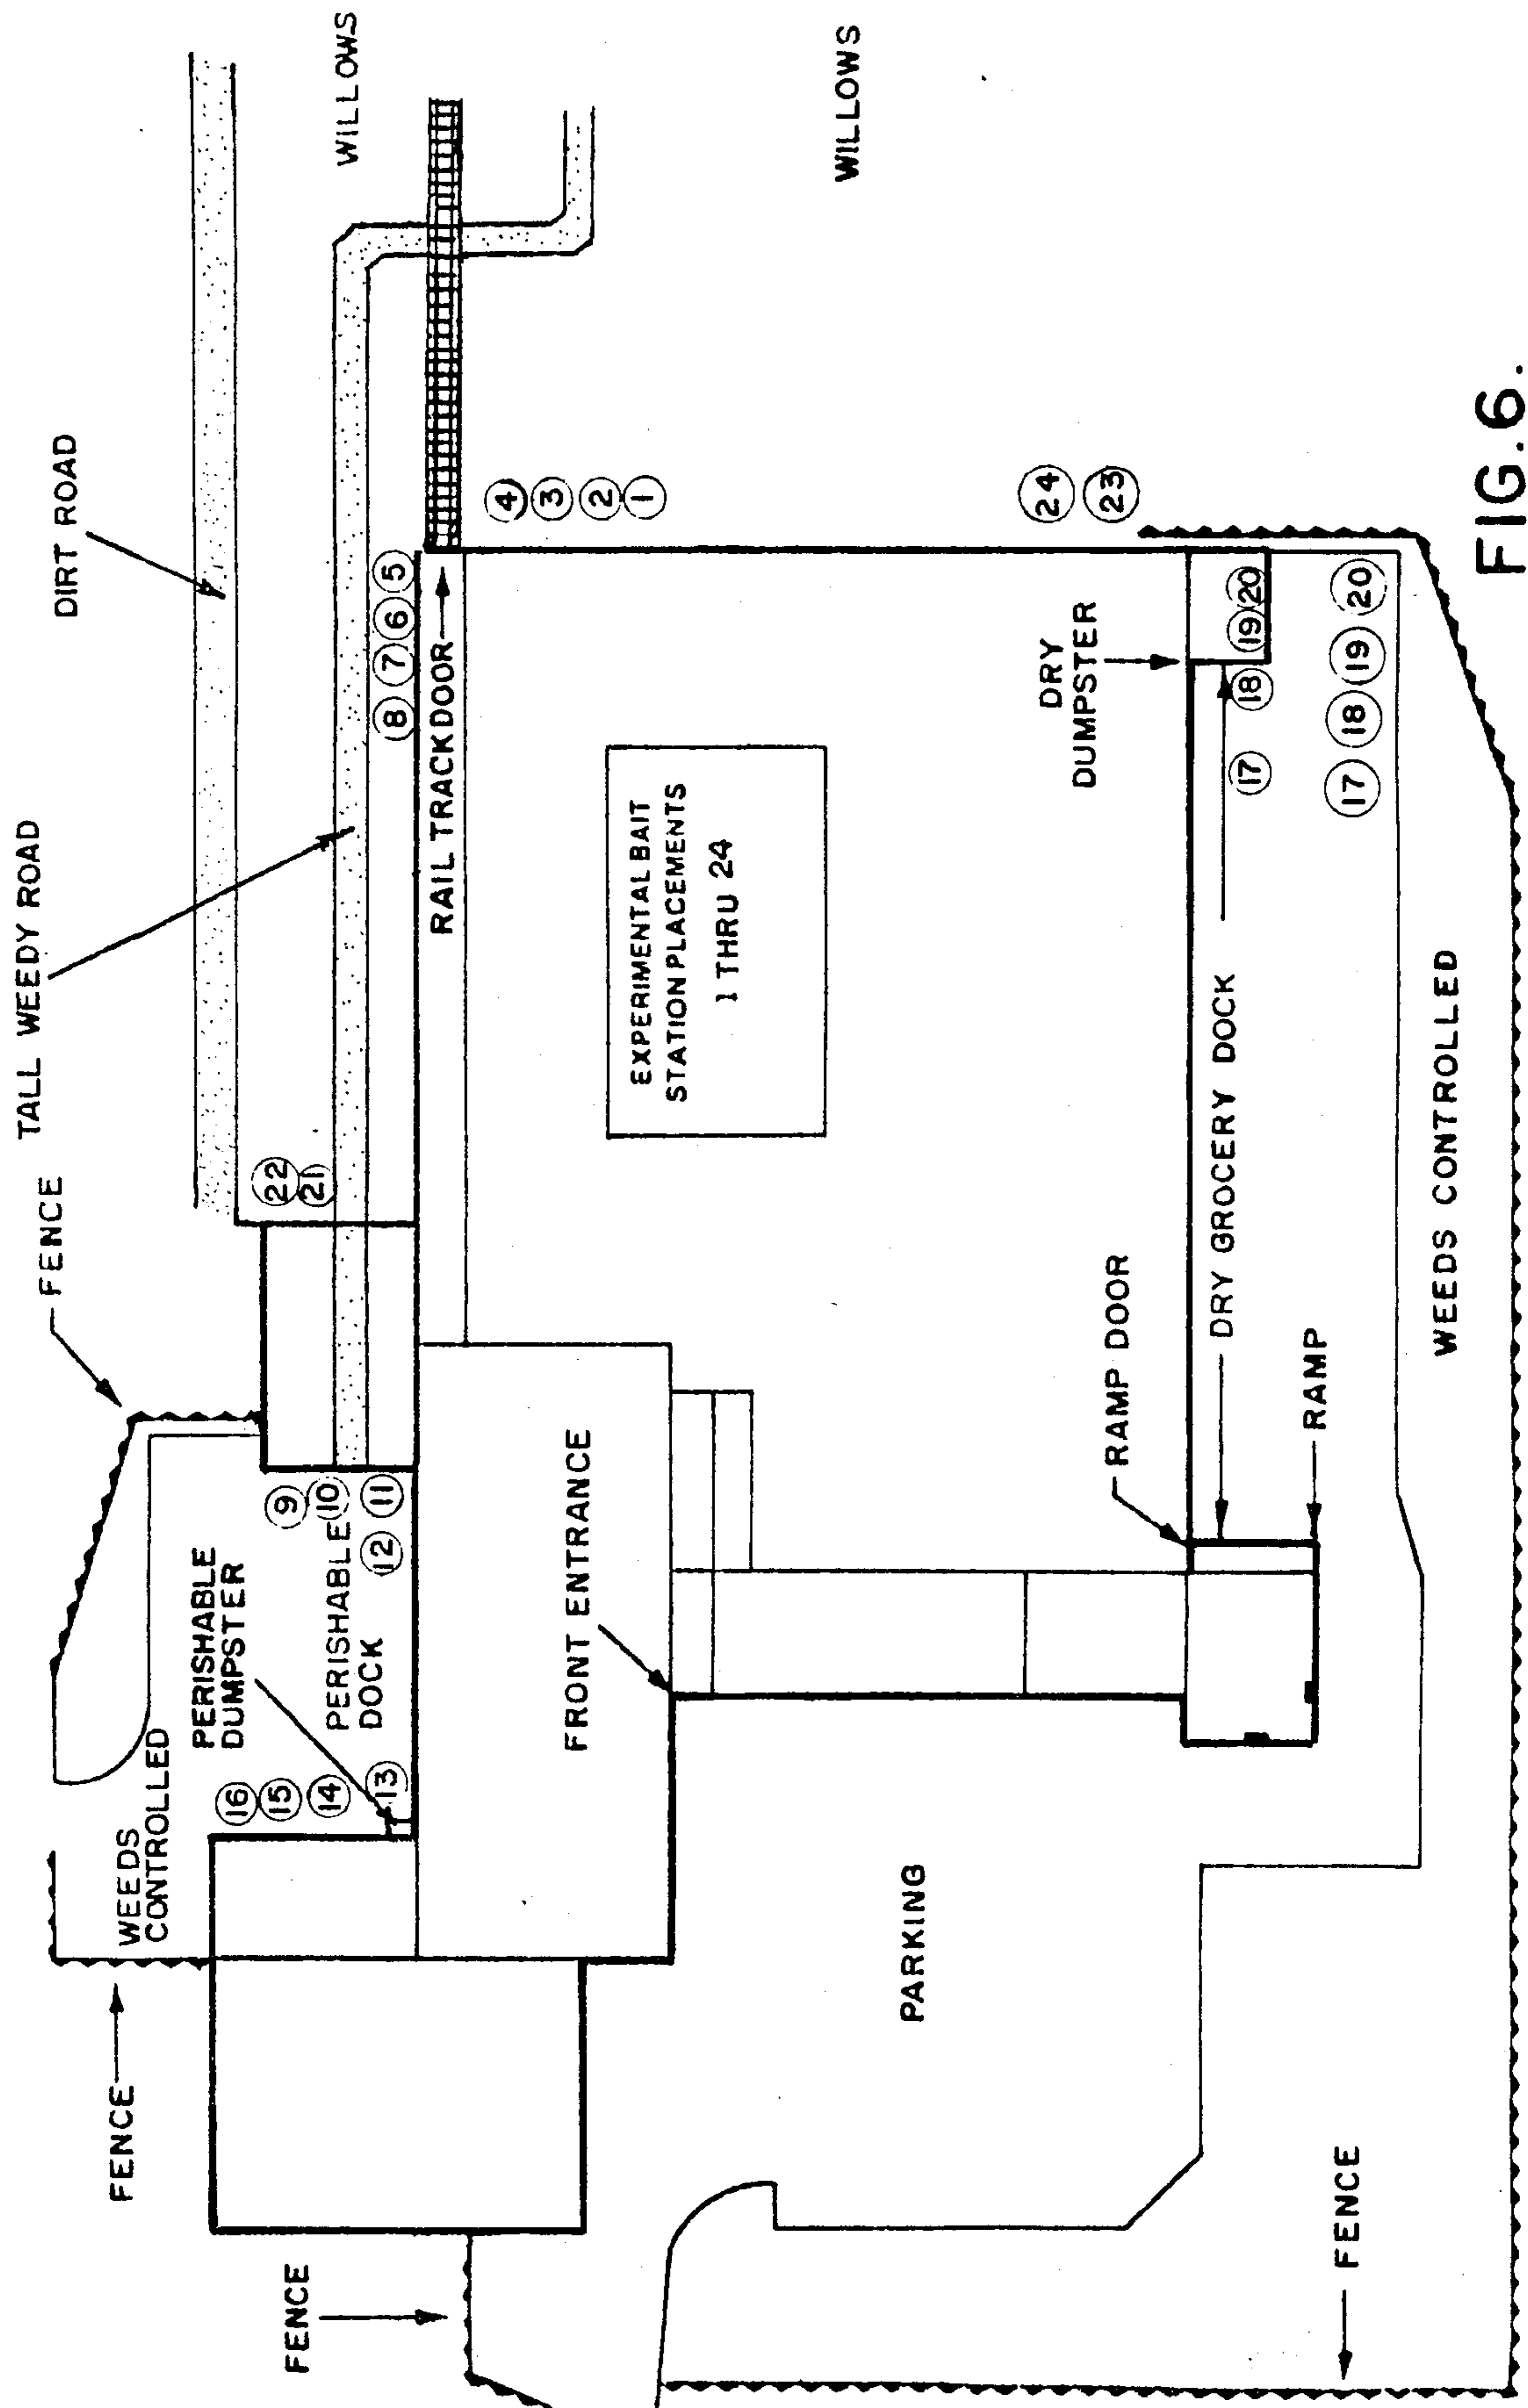 FENCE
TALL WEEDY ROAD
DIRT ROAD
WILLOWS
FENCE
WEEDS
CONTROLLED
PERISHABLE
DUMPSTER
PERISHABLE
DOCK
16
15
14
13
9
10
11
12
22
21
8 7 6 5
RAIL TRACK DOOR
4
3
2
1
WILLOWS
FENCE
FRONT ENTRANCE
EXPERIMENTAL BAIT
STATION PLACEMENTS
1 THRU 24
PARKING
RAMP DOOR
DRY
DUMPSTER
24
23
DRY GROCERY DOCK
17 18 19 20
RAMP
17 18 19 20
FENCE
WEEDS CONTROLLED
FIG. 6.